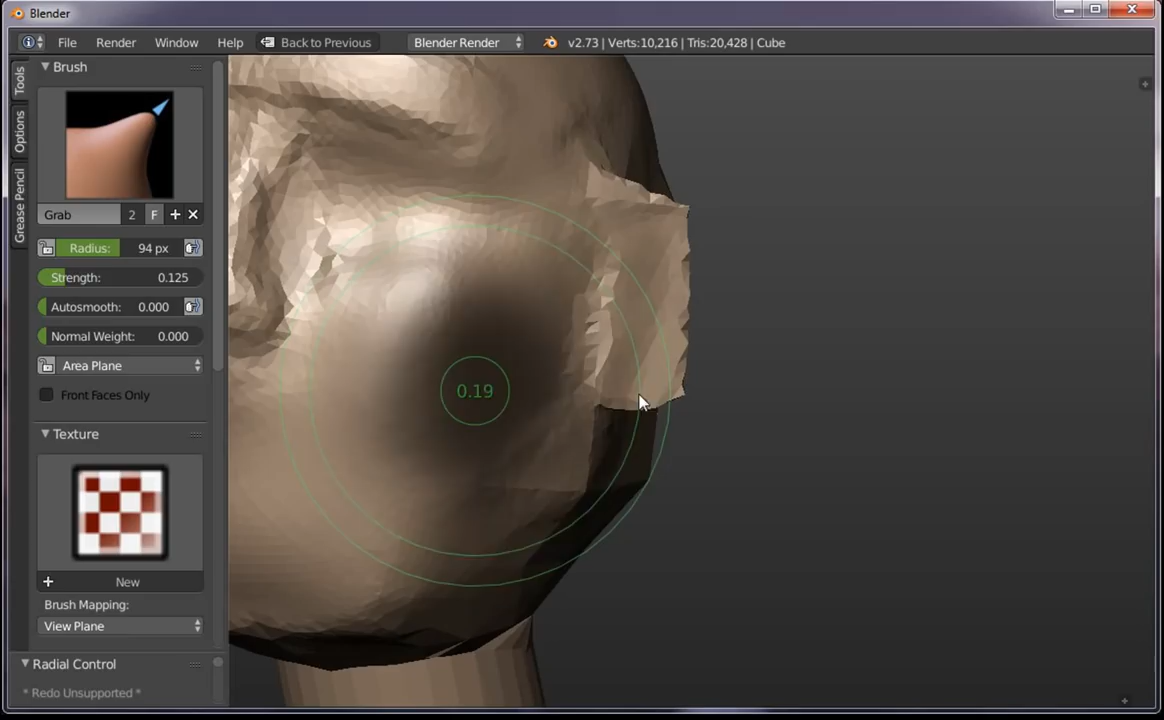 Blender
File Render Window Help Back to Previous Blender Render v2.73 | Verts:10,216 | Tris:20,428 | Cube
Tools
Options
Grease Pencil
Brush
Grab 2 F
Radius: 94 px
Strength: 0.125
Autosmooth: 0.000
Normal Weight: 0.000
Area Plane
Front Faces Only
Texture
New
Brush Mapping:
View Plane
Radial Control
* Redo Unsupported *
0.19